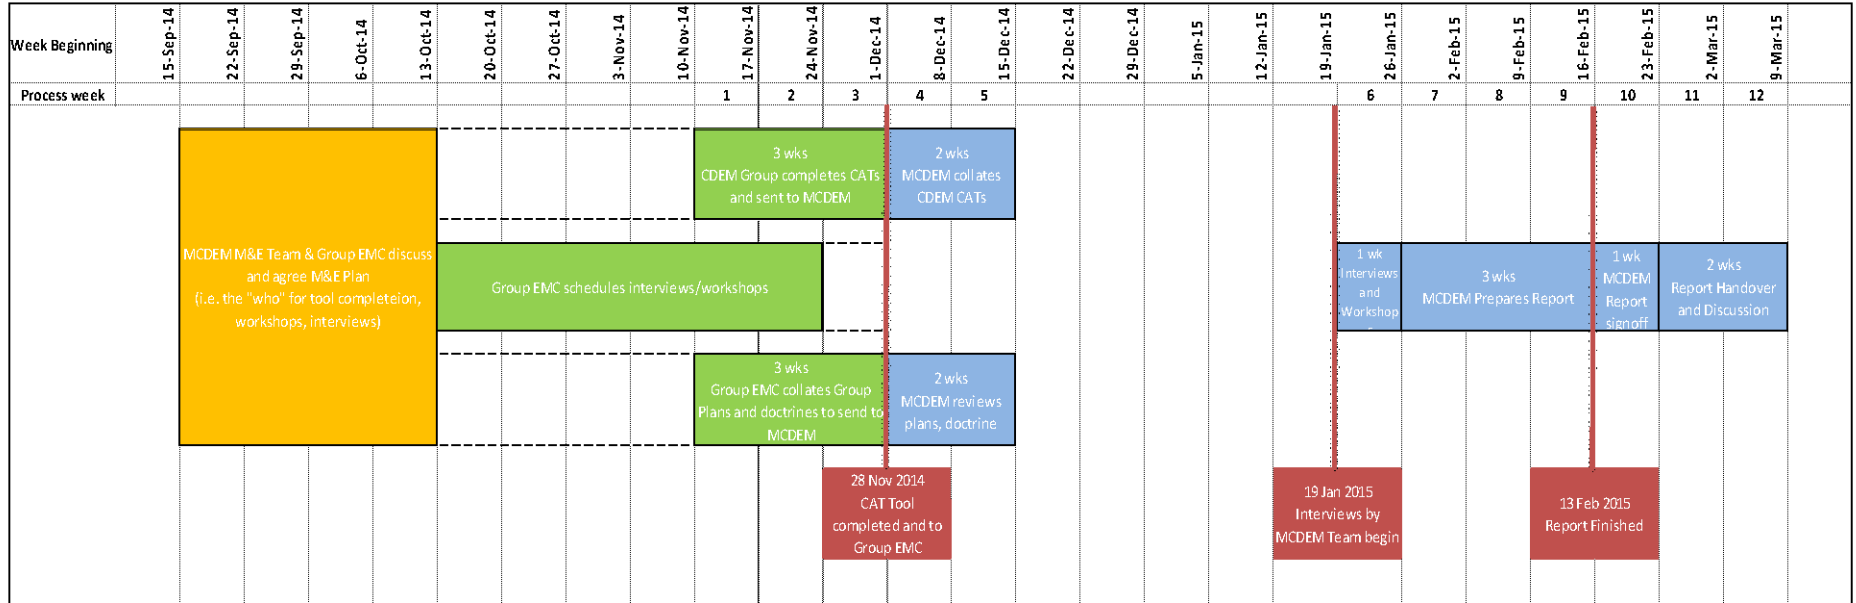 Week Beginning
15-Sep-14
22-Sep-14
29-Sep-14
6-Oct-14
13-Oct-14
20-Oct-14
27-Oct-14
3-Nov-14
10-Nov-14
17-Nov-14
24-Nov-14
1-Dec-14
8-Dec-14
15-Dec-14
22-Dec-14
29-Dec-14
5-Jan-15
12-Jan-15
19-Jan-15
26-Jan-15
2-Feb-15
9-Feb-15
16-Feb-15
23-Feb-15
2-Mar-15
9-Mar-15
Process week
1
2
3
4
5
6
7
8
9
10
11
12
3 wks
CDEM Group completes CATs
and sent to MCDEM
2 wks
MCDEM collates
CDEM CATs
MCDEM M&E Team & Group EMC discuss
and agree M&E Plan
(i.e. the "who" for tool completeion,
workshops, interviews)
Group EMC schedules interviews/workshops
1 wk
Interviews
and
Workshop
s
3 wks
MCDEM Prepares Report
1 wk
MCDEM
Report
signoff
2 wks
Report Handover
and Discussion
3 wks
Group EMC collates Group
Plans and doctrines to send to
MCDEM
2 wks
MCDEM reviews
plans, doctrine
28 Nov 2014
CAT Tool
completed and to
Group EMC
19 Jan 2015
Interviews by
MCDEM Team begin
13 Feb 2015
Report Finished